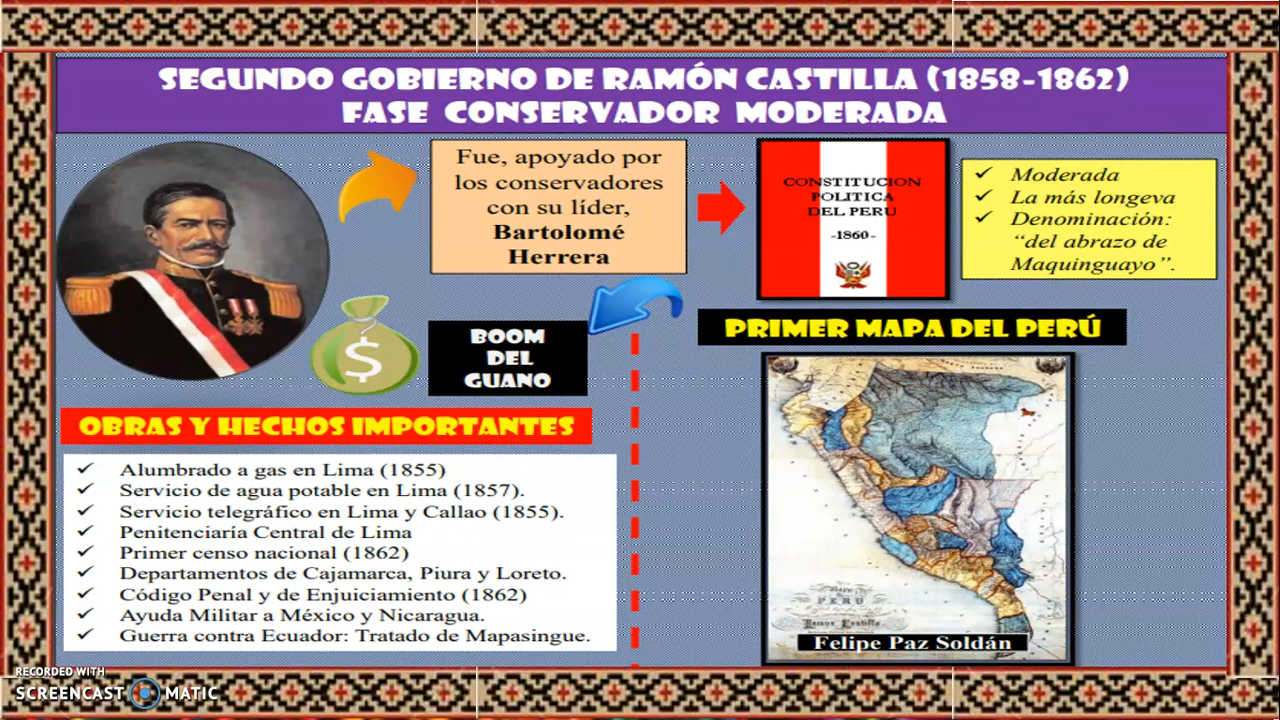 SEGUNDO GOBIERNO DE RAMÓN CASTILLA (1858-1862)
FASE CONSERVADOR MODERADA
Fue, apoyado por
los conservadores
con su líder,
Bartolomé
Herrera
CONSTITUCION
POLITICA
DEL PERU
-1860-
✓ Moderada
✓ La más longeva
✓ Denominación:
“del abrazo de
Maquinguayo”.
$
BOOM
DEL
GUANO
PRIMER MAPA DEL PERÚ
OBRAS Y HECHOS IMPORTANTES
✓ Alumbrado a gas en Lima (1855)
✓ Servicio de agua potable en Lima (1857).
✓ Servicio telegráfico en Lima y Callao (1855).
✓ Penitenciaría Central de Lima
✓ Primer censo nacional (1862)
✓ Departamentos de Cajamarca, Piura y Loreto.
✓ Código Penal y de Enjuiciamiento (1862)
✓ Ayuda Militar a México y Nicaragua.
✓ Guerra contra Ecuador: Tratado de Mapasingue.
PERU
Felipe Paz Soldán
RECORDED WITH
SCREENCAST MATIC